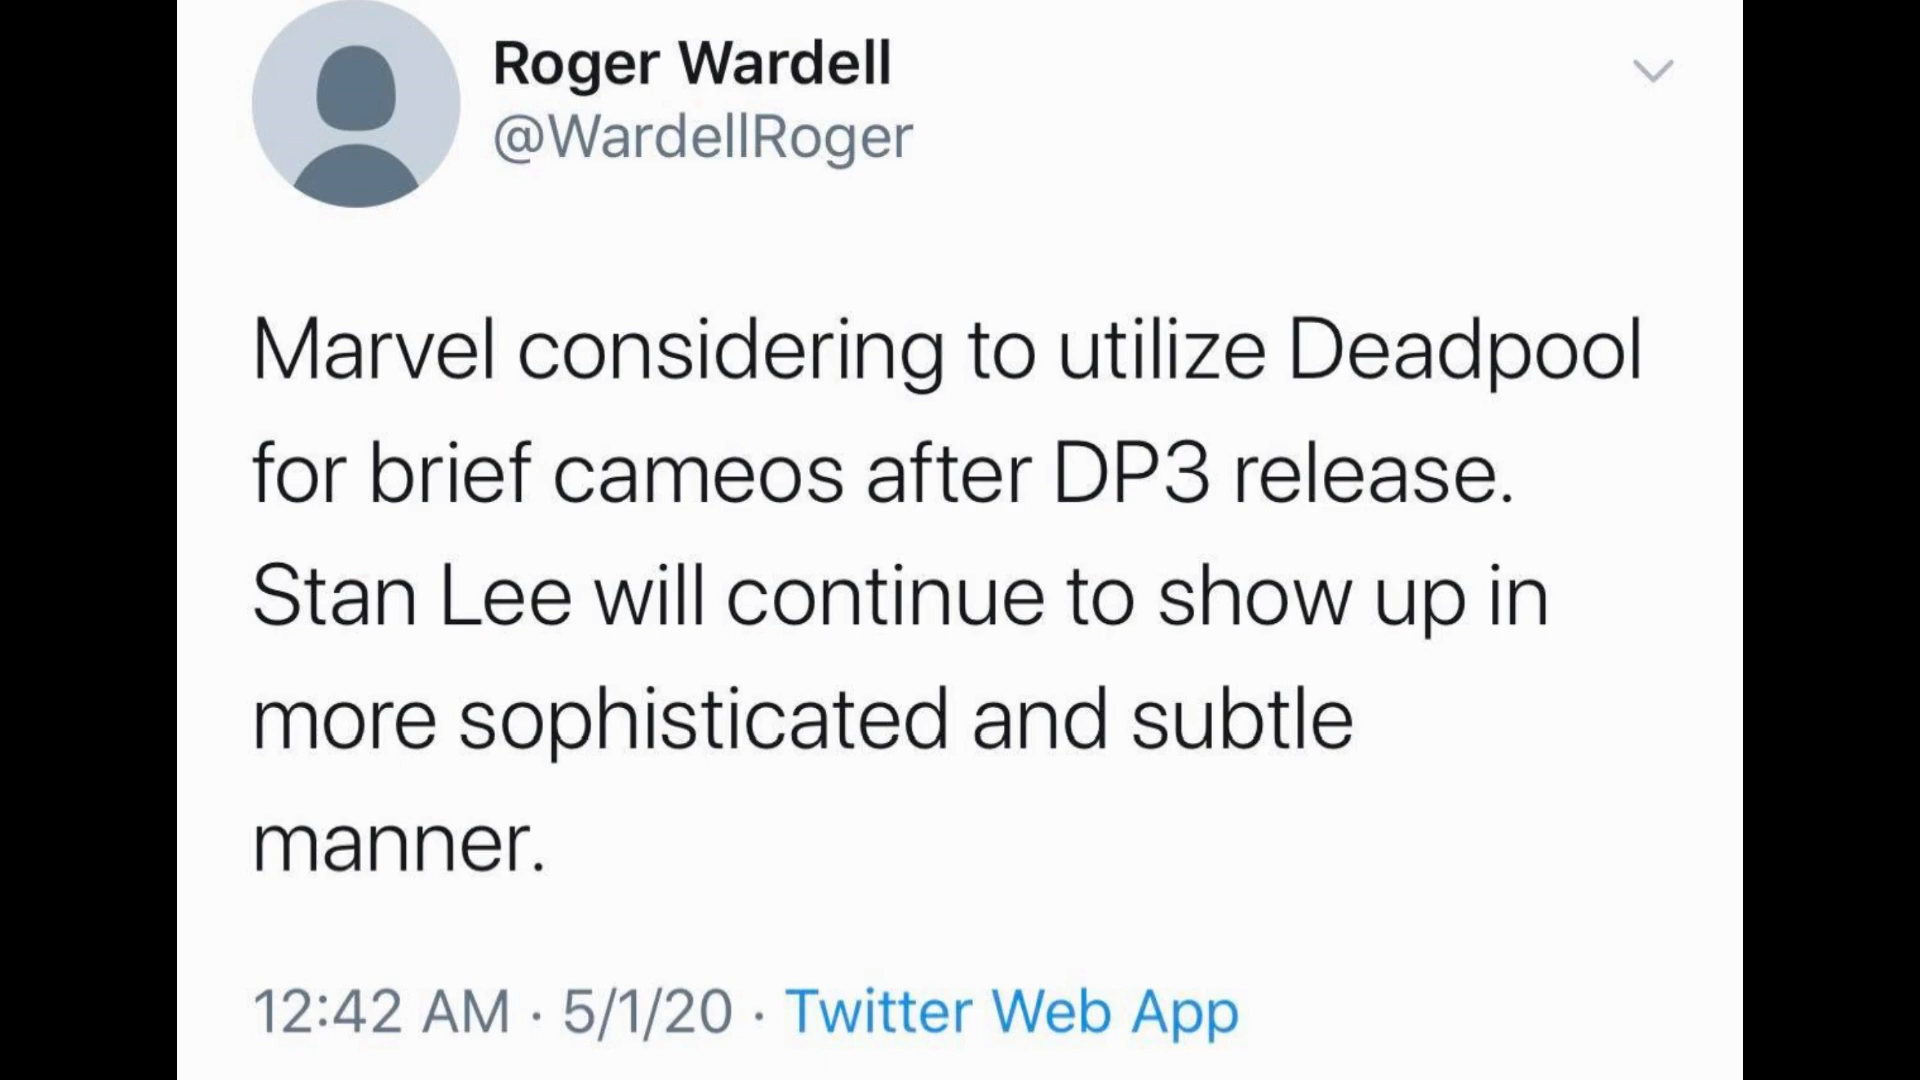 Roger Wardell
@WardellRoger
Marvel considering to utilize Deadpool
for brief cameos after DP3 release.
Stan Lee will continue to show up in
more sophisticated and subtle
manner.
12:42 AM · 5/1/20 · Twitter Web App